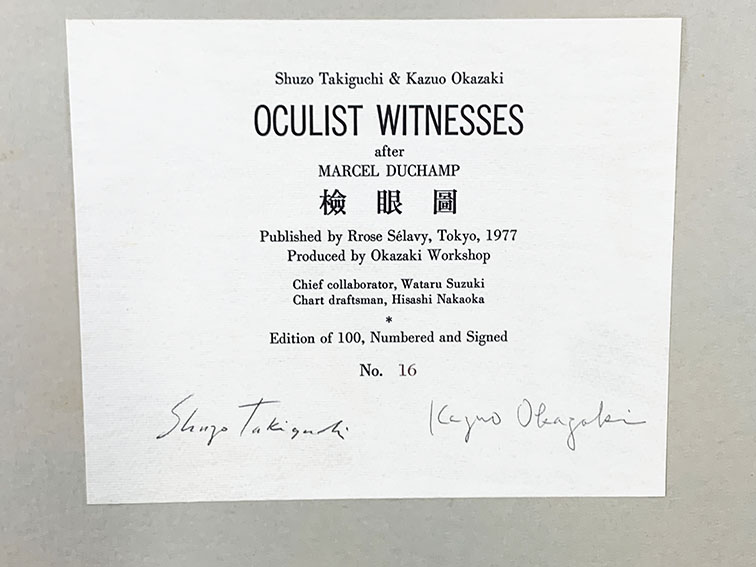 Shuzo Takiguchi & Kazuo Okazaki
OCULIST WITNESSES
after
MARCEL DUCHAMP
檢眼圖
Published by Rrose Sélavy, Tokyo, 1977
Produced by Okazaki Workshop
Chief collaborator, Wataru Suzuki
Chart draftsman, Hisashi Nakaoka
*
Edition of 100, Numbered and Signed
No. 16
Shuzo Takiguchi Kazuo Okazaki